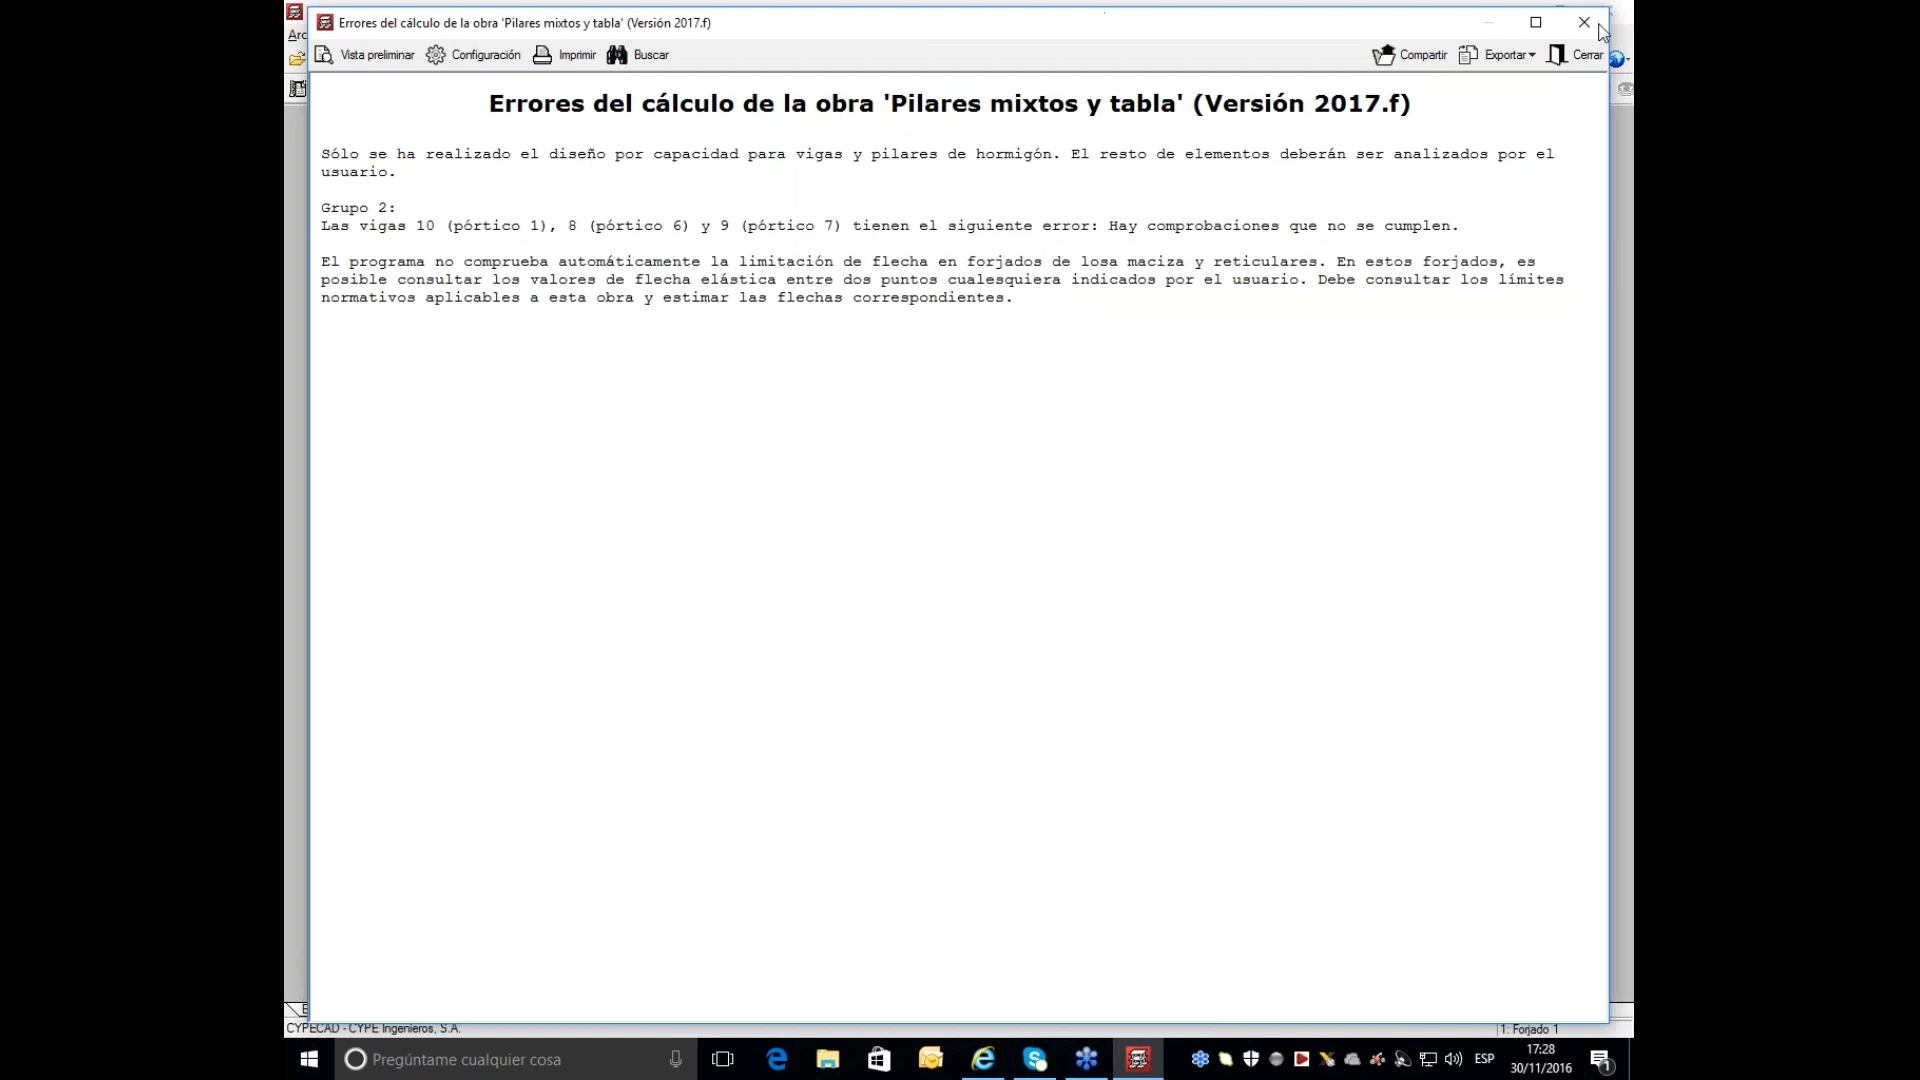 Errores del cálculo de la obra 'Pilares mixtos y tabla' (Versión 2017.f)
Vista preliminar Configuración Imprimir Buscar Compartir Exportar Cerrar
Errores del cálculo de la obra 'Pilares mixtos y tabla' (Versión 2017.f)
Sólo se ha realizado el diseño por capacidad para vigas y pilares de hormigón. El resto de elementos deberán ser analizados por el
usuario.
Grupo 2:
Las vigas 10 (pórtico 1), 8 (pórtico 6) y 9 (pórtico 7) tienen el siguiente error: Hay comprobaciones que no se cumplen.
El programa no comprueba automáticamente la limitación de flecha en forjados de losa maciza y reticulares. En estos forjados, es
posible consultar los valores de flecha elástica entre dos puntos cualesquiera indicados por el usuario. Debe consultar los límites
normativos aplicables a esta obra y estimar las flechas correspondientes.
CYPECAD - CYPE Ingenieros, S.A.
1: Forjado 1
Pregúntame cualquier cosa
ESP
17:28
30/11/2016
1